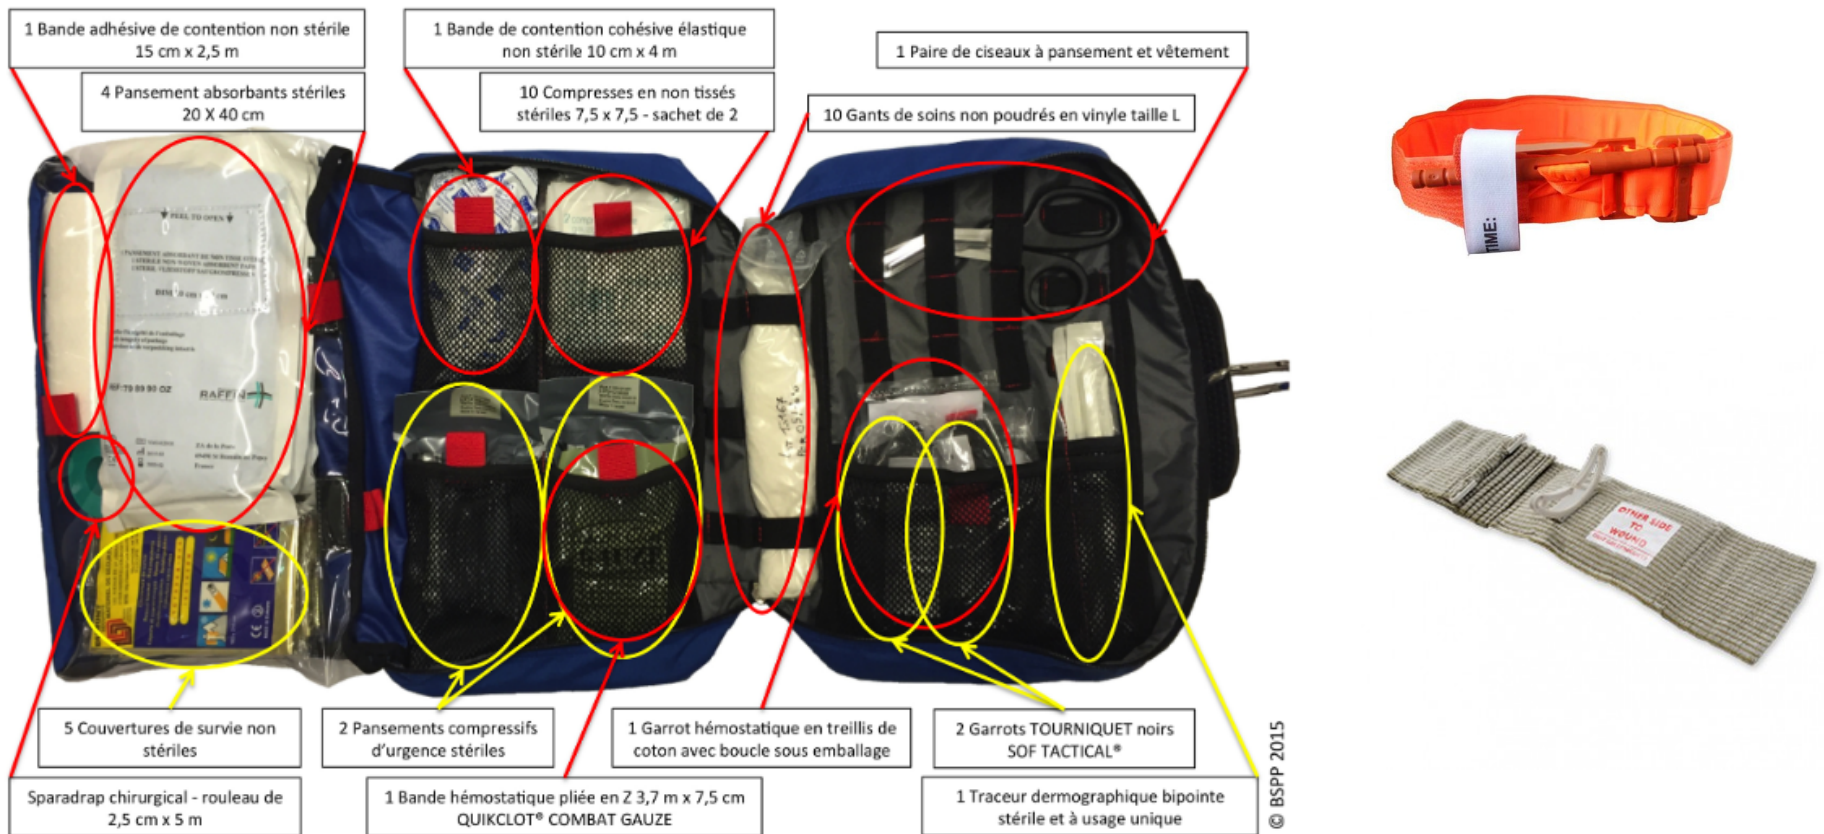 1 Bande adhésive de contention non stérile
15 cm x 2,5 m
1 Bande de contention cohésive élastique
non stérile 10 cm x 4 m
1 Paire de ciseaux à pansement et vêtement
4 Pansement absorbants stériles
20 X 40 cm
10 Compresses en non tissés
stériles 7,5 x 7,5 - sachet de 2
10 Gants de soins non poudrés en vinyle taille L
PEEL TO OPEN
RAFFIN
TIME:
OTHER SIDE
TO
WOUND
5 Couvertures de survie non
stériles
2 Pansements compressifs
d'urgence stériles
1 Garrot hémostatique en treillis de
coton avec boucle sous emballage
2 Garrots TOURNIQUET noirs
SOF TACTICAL®
Sparadrap chirurgical - rouleau de
2,5 cm x 5 m
1 Bande hémostatique pliée en Z 3,7 m x 7,5 cm
QUIKCLOT® COMBAT GAUZE
1 Traceur dermographique bipointe
stérile et à usage unique
© BSPP 2015